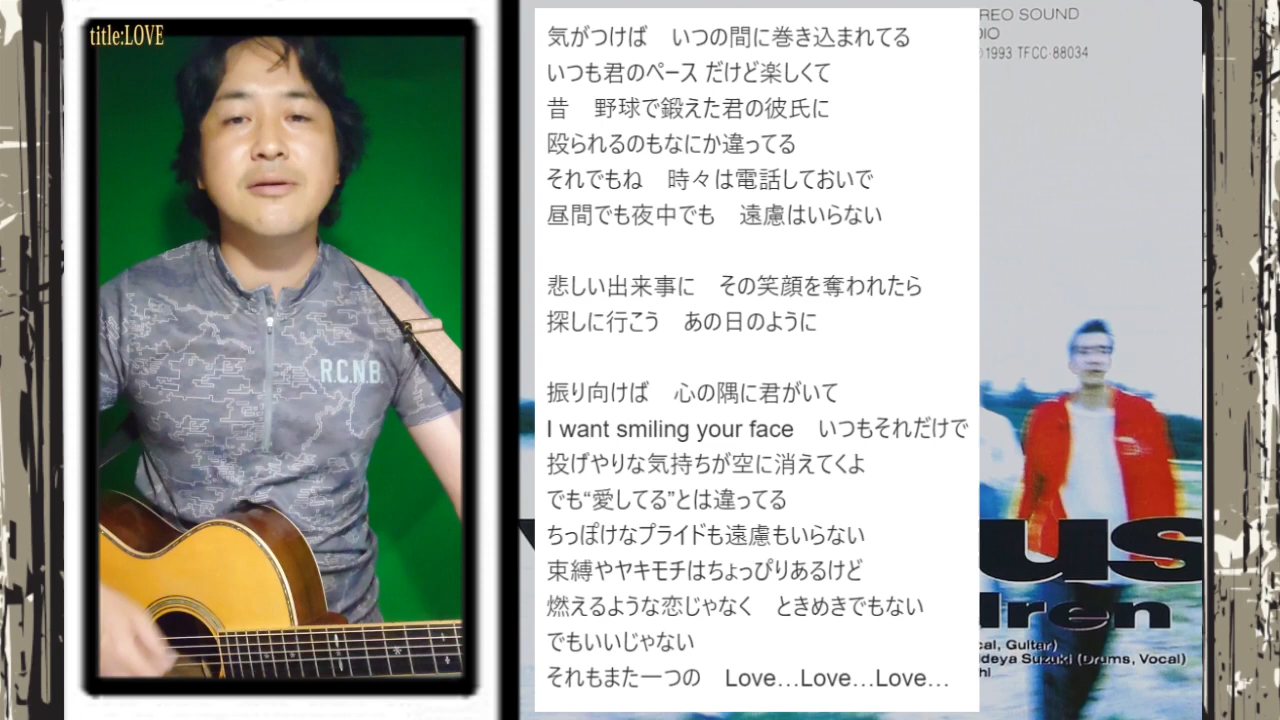 title:LOVE
R.C.N.B.
気がつけば　いつの間に巻き込まれてる
いつも君のペース だけど楽しくて
昔　野球で鍛えた君の彼氏に
殴られるのもなにか違ってる
それでもね　時々は電話しておいで
昼間でも夜中でも　遠慮はいらない
悲しい出来事に　その笑顔を奪われたら
探しに行こう　あの日のように
振り向けば　心の隅に君がいて
I want smiling your face　いつもそれだけで
投げやりな気持ちが空に消えてくよ
でも“愛してる”とは違ってる
ちっぽけなプライドも遠慮もいらない
束縛やヤキモチはちょっぴりあるけど
燃えるような恋じゃなく　ときめきでもない
でもいいじゃない
それもまた一つの　Love…Love…Love…
REO SOUND
DIO
1993 TFCC-88034
us
dren
cal, Guitar)
ideya Suzuki (Drums, Vocal)
hi